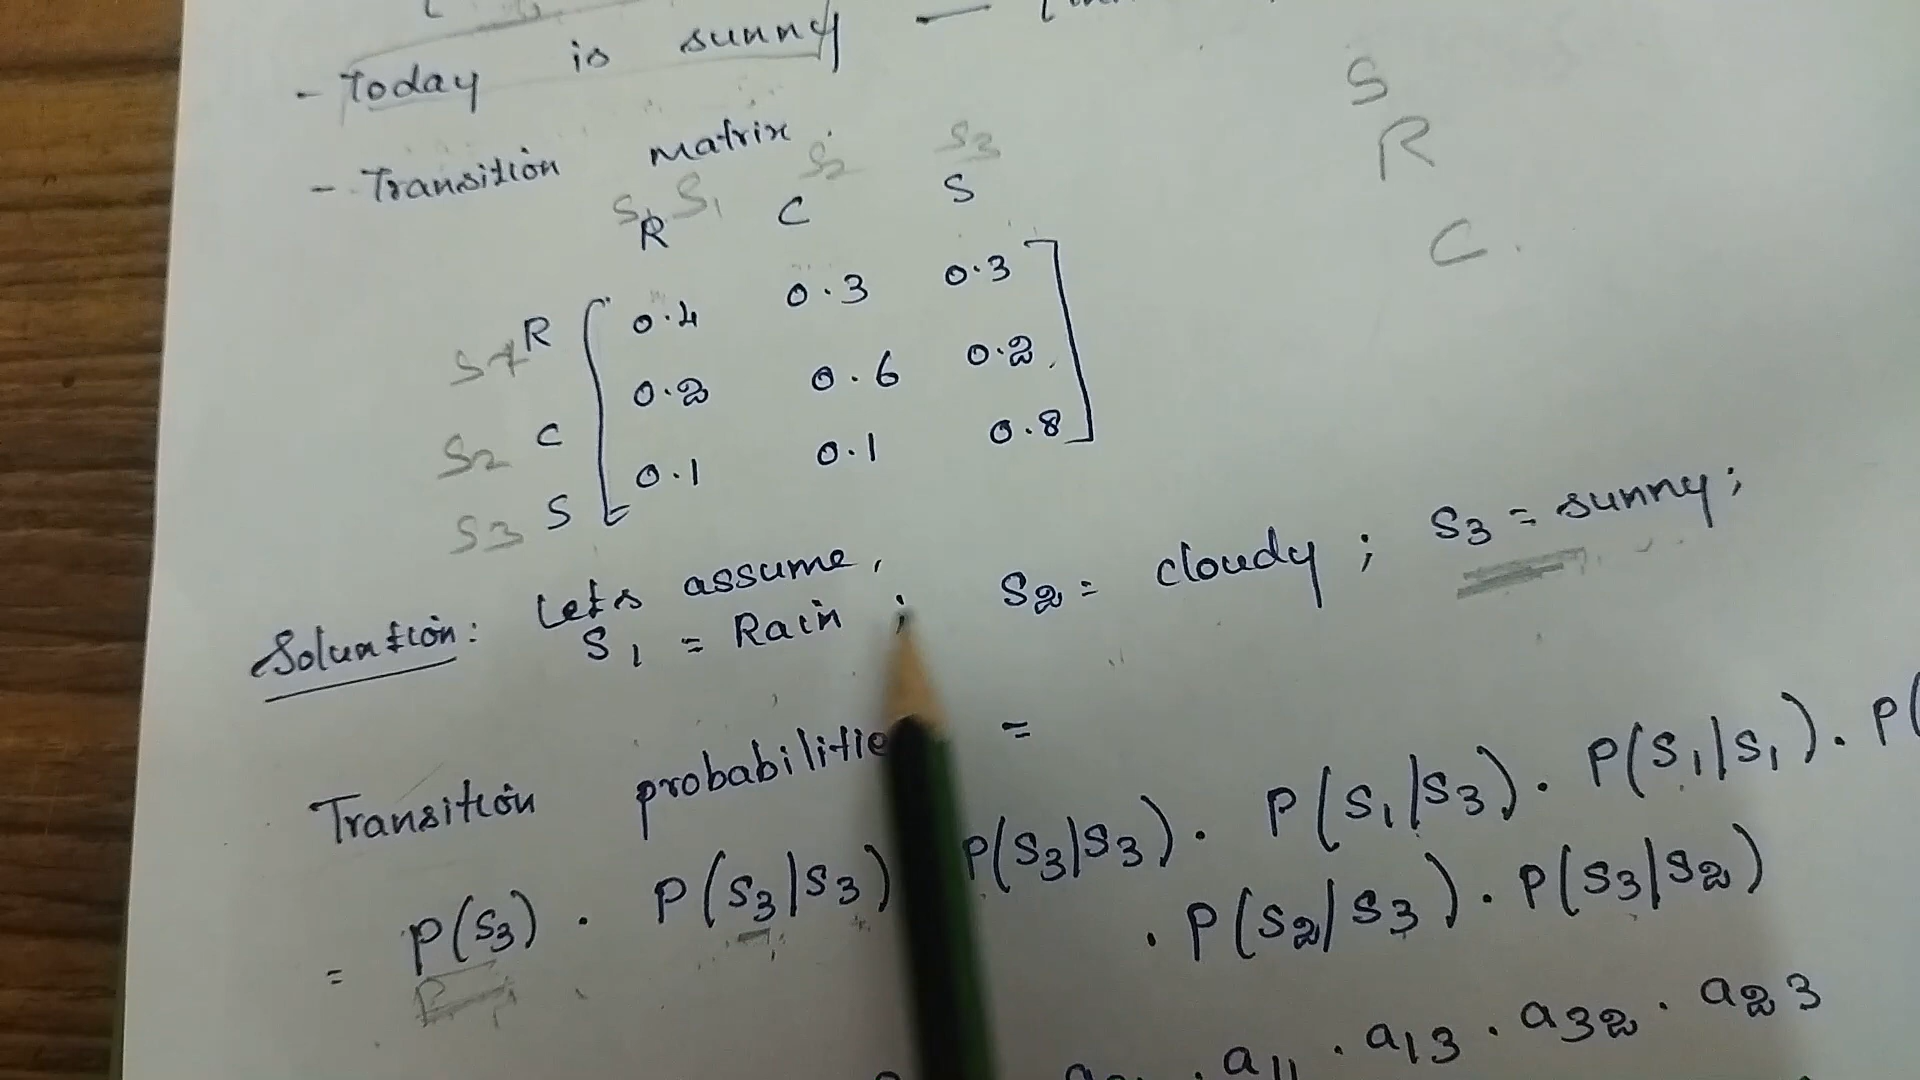 - Today is sunny —
- Transition matrix
S1 S2 S3
R C S
S1 R [ 0.4 0.3 0.3 ]
S2 C 0.2 0.6 0.2
S3 S 0.1 0.1 0.8
S
R
C
Solution: Let's assume,
S1 = Rain ; S2 = cloudy ; S3 = sunny;
Transition probabilitie =
= P(S3) . P(S3|S3) P(S3|S3) . P(S1|S3) . P(S1|S1) . P(
. P(S2|S3) . P(S3|S2)
. a11 . a13 . a32 . a23